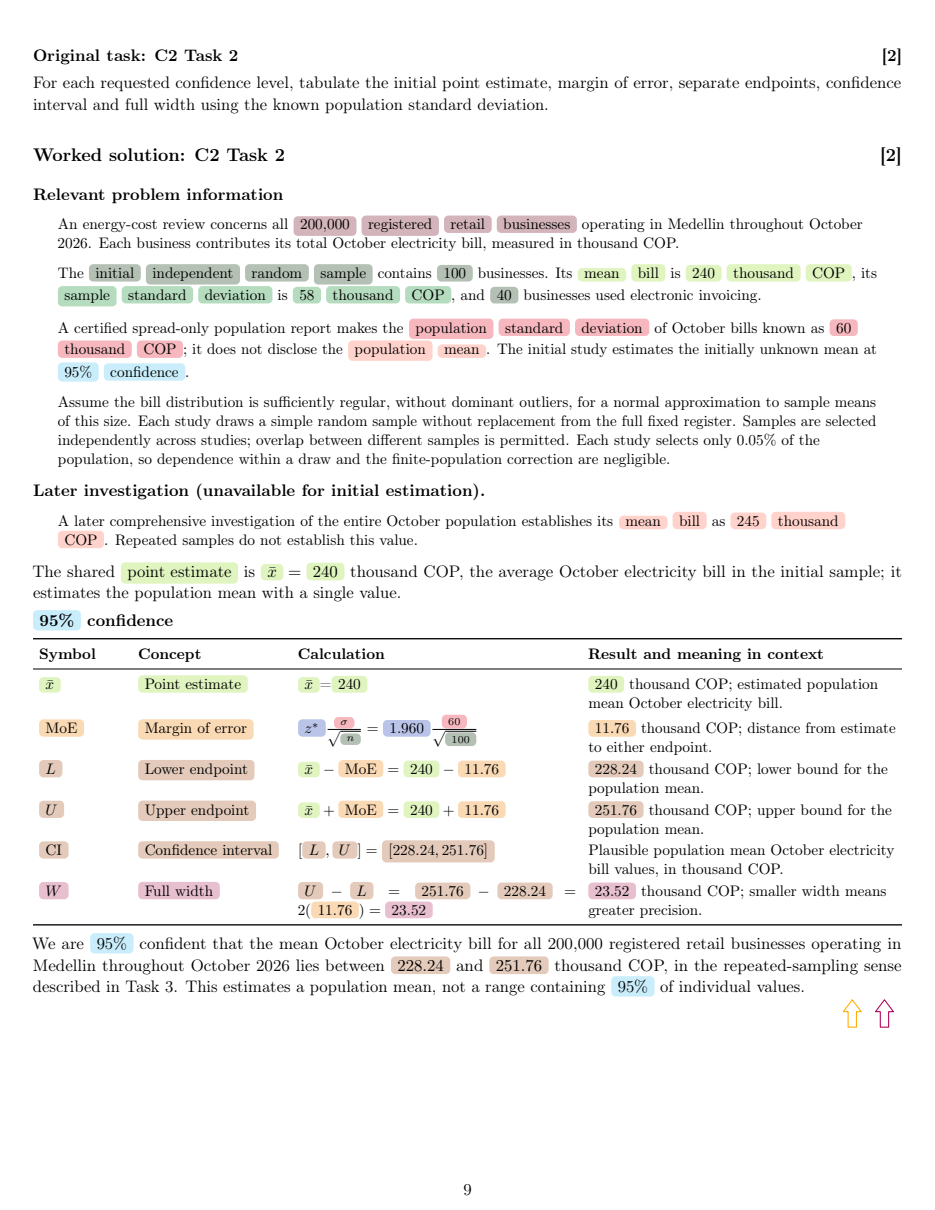 Original task: C2 Task 2 [2]
For each requested confidence level, tabulate the initial point estimate, margin of error, separate endpoints, confidence
interval and full width using the known population standard deviation.
Worked solution: C2 Task 2 [2]
Relevant problem information
An energy-cost review concerns all 200,000 registered retail businesses operating in Medellin throughout October
2026. Each business contributes its total October electricity bill, measured in thousand COP.
The initial independent random sample contains 100 businesses. Its mean bill is 240 thousand COP, its
sample standard deviation is 58 thousand COP, and 40 businesses used electronic invoicing.
A certified spread-only population report makes the population standard deviation of October bills known as 60
thousand COP; it does not disclose the population mean. The initial study estimates the initially unknown mean at
95% confidence.
Assume the bill distribution is sufficiently regular, without dominant outliers, for a normal approximation to sample means
of this size. Each study draws a simple random sample without replacement from the full fixed register. Samples are selected
independently across studies; overlap between different samples is permitted. Each study selects only 0.05% of the
population, so dependence within a draw and the finite-population correction are negligible.
Later investigation (unavailable for initial estimation).
A later comprehensive investigation of the entire October population establishes its mean bill as 245 thousand
COP. Repeated samples do not establish this value.
The shared point estimate is x̄ = 240 thousand COP, the average October electricity bill in the initial sample; it
estimates the population mean with a single value.
95% confidence
Symbol Concept Calculation Result and meaning in context
x̄ Point estimate x̄ = 240 240 thousand COP; estimated population
mean October electricity bill.
MoE Margin of error z* σ/√n = 1.960 60/√100 11.76 thousand COP; distance from estimate
to either endpoint.
L Lower endpoint x̄ − MoE = 240 − 11.76 228.24 thousand COP; lower bound for the
population mean.
U Upper endpoint x̄ + MoE = 240 + 11.76 251.76 thousand COP; upper bound for the
population mean.
CI Confidence interval [L, U] = [228.24, 251.76] Plausible population mean October electricity
bill values, in thousand COP.
W Full width U − L = 251.76 − 228.24 = 23.52 thousand COP; smaller width means
2(11.76) = 23.52 greater precision.
We are 95% confident that the mean October electricity bill for all 200,000 registered retail businesses operating in
Medellin throughout October 2026 lies between 228.24 and 251.76 thousand COP, in the repeated-sampling sense
described in Task 3. This estimates a population mean, not a range containing 95% of individual values.
9